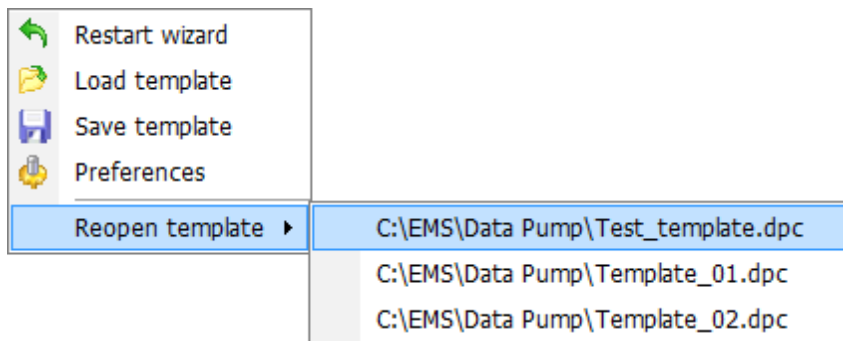 Restart wizard
Load template
Save template
Preferences
Reopen template
C:\EMS\Data Pump\Test_template.dpc
C:\EMS\Data Pump\Template_01.dpc
C:\EMS\Data Pump\Template_02.dpc